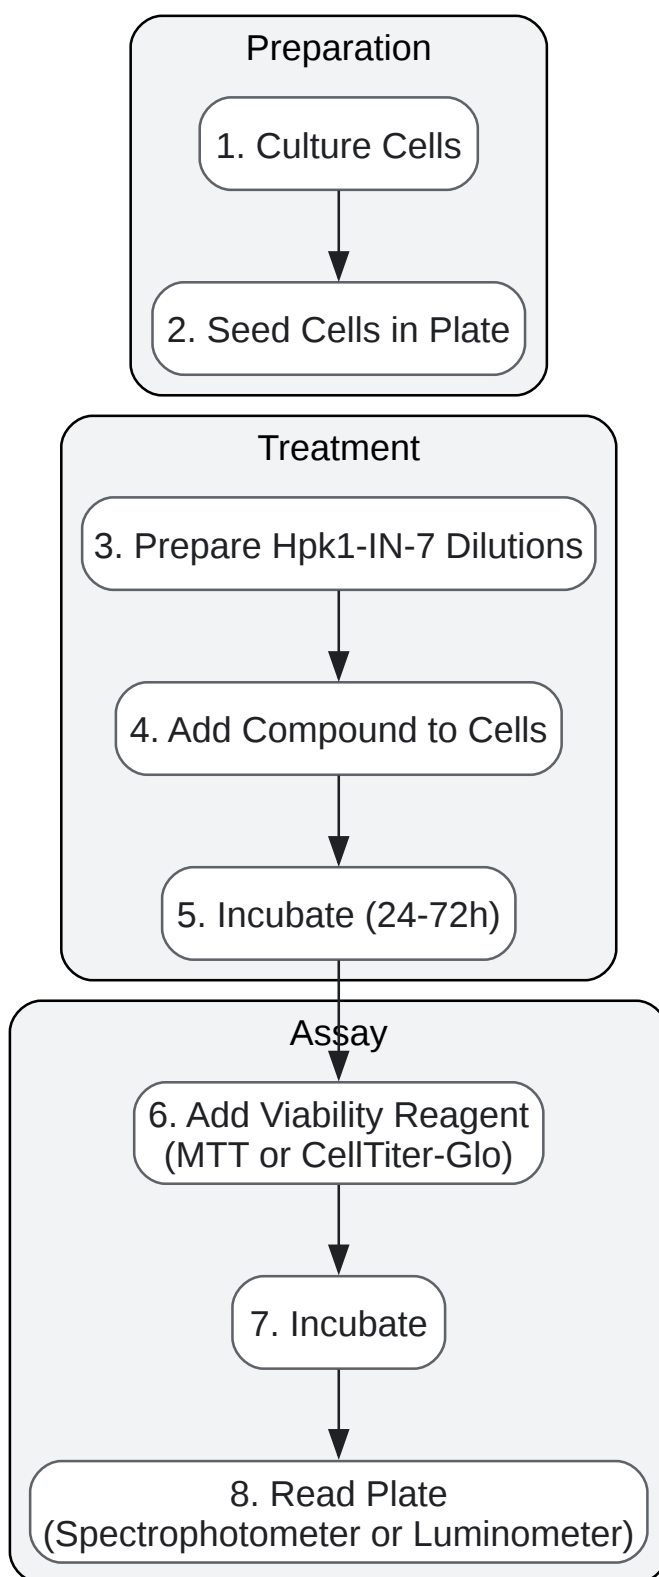 Preparation
1. Culture Cells
2. Seed Cells in Plate
Treatment
3. Prepare Hpk1-IN-7 Dilutions
4. Add Compound to Cells
5. Incubate (24-72h)
Assay
6. Add Viability Reagent
(MTT or CellTiter-Glo)
7. Incubate
8. Read Plate
(Spectrophotometer or Luminometer)